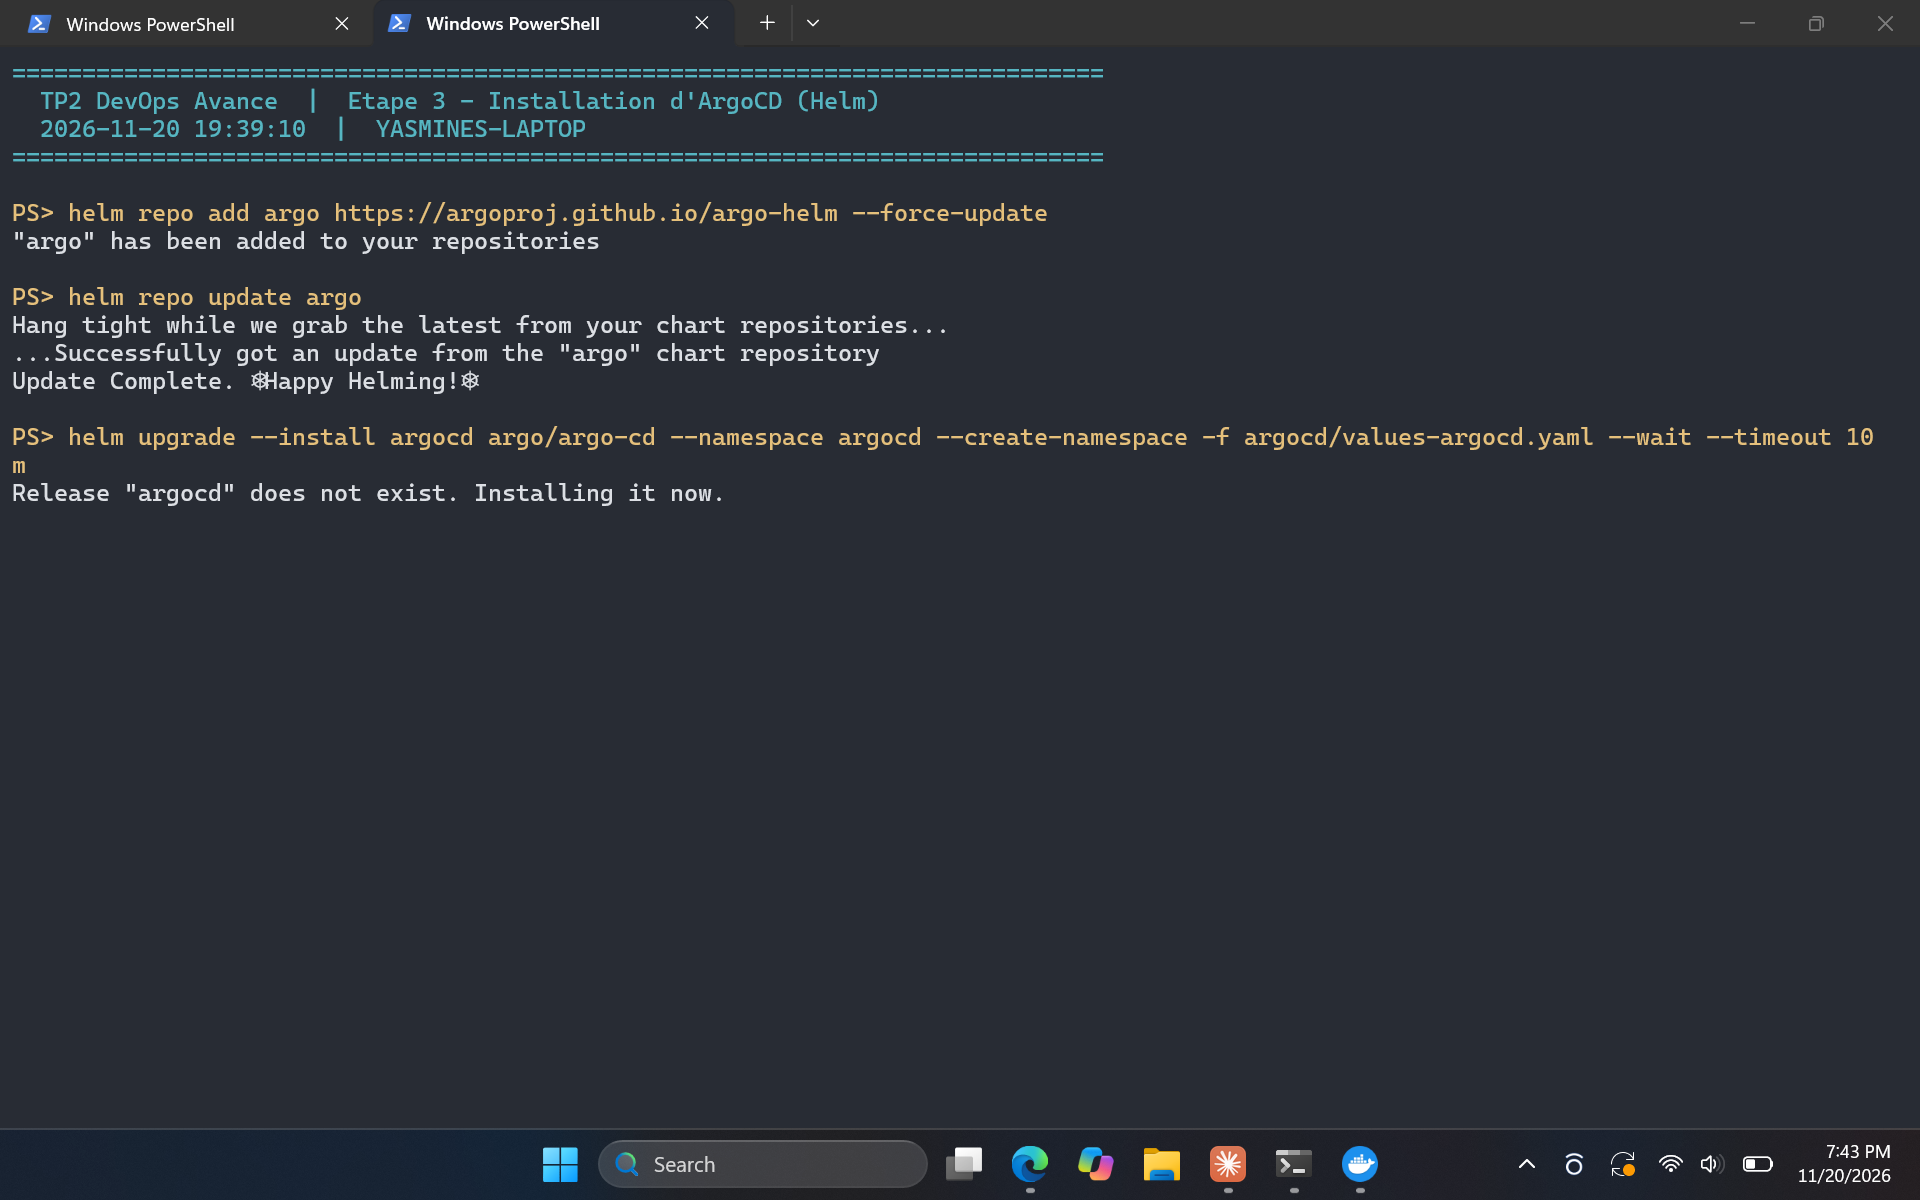 Windows PowerShell
Windows PowerShell
==============================================================================
TP2 DevOps Avance | Etape 3 - Installation d'ArgoCD (Helm)
2026-11-20 19:39:10 | YASMINES-LAPTOP
==============================================================================
PS> helm repo add argo https://argoproj.github.io/argo-helm --force-update
"argo" has been added to your repositories
PS> helm repo update argo
Hang tight while we grab the latest from your chart repositories...
...Successfully got an update from the "argo" chart repository
Update Complete. ⎈Happy Helming!⎈
PS> helm upgrade --install argocd argo/argo-cd --namespace argocd --create-namespace -f argocd/values-argocd.yaml --wait --timeout 10
m
Release "argocd" does not exist. Installing it now.
Search
7:43 PM
11/20/2026